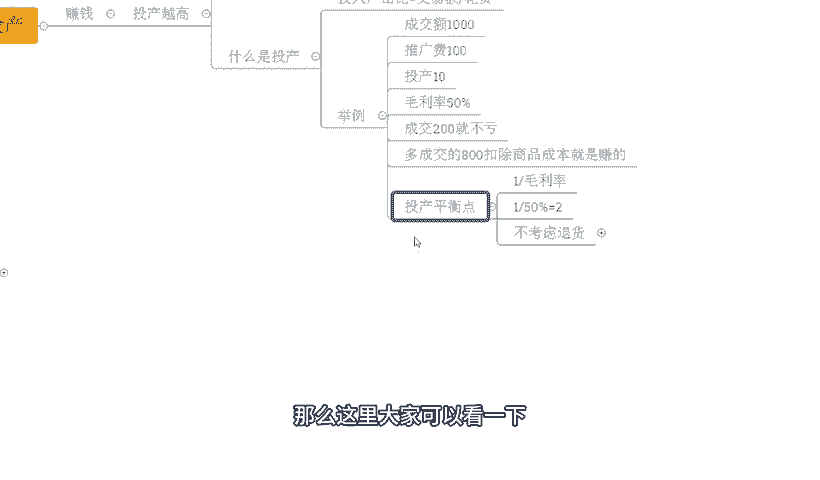 赚钱
投产越高
什么是投产
举例
成交额1000
推广费100
投产10
毛利率50%
成交200就不亏
多成交的800扣除商品成本就是赚的
投产平衡点
1/毛利率
1/50%=2
不考虑退货
那么这里大家可以看一下